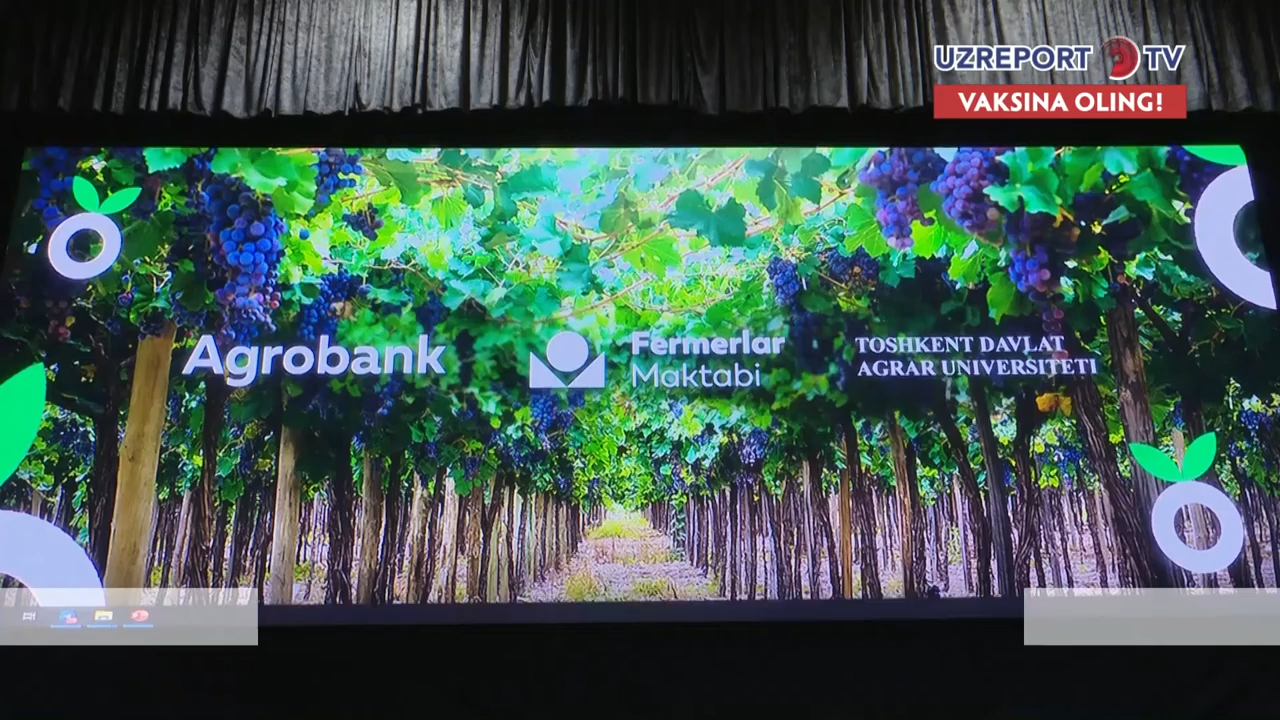 UZREPORT TV
VAKSINA OLING!
Agrobank
Fermerlar
Maktabi
TOSHKENT DAVLAT
AGRAR UNIVERSITETI